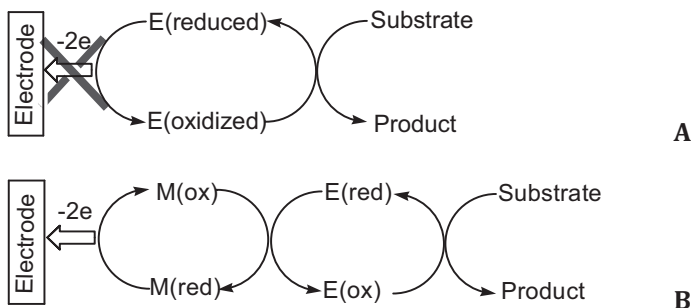 Electrode
-2e
E(reduced)
Substrate
E(oxidized)
Product
A
Electrode
-2e
M(ox)
E(red)
Substrate
M(red)
E(ox)
Product
B